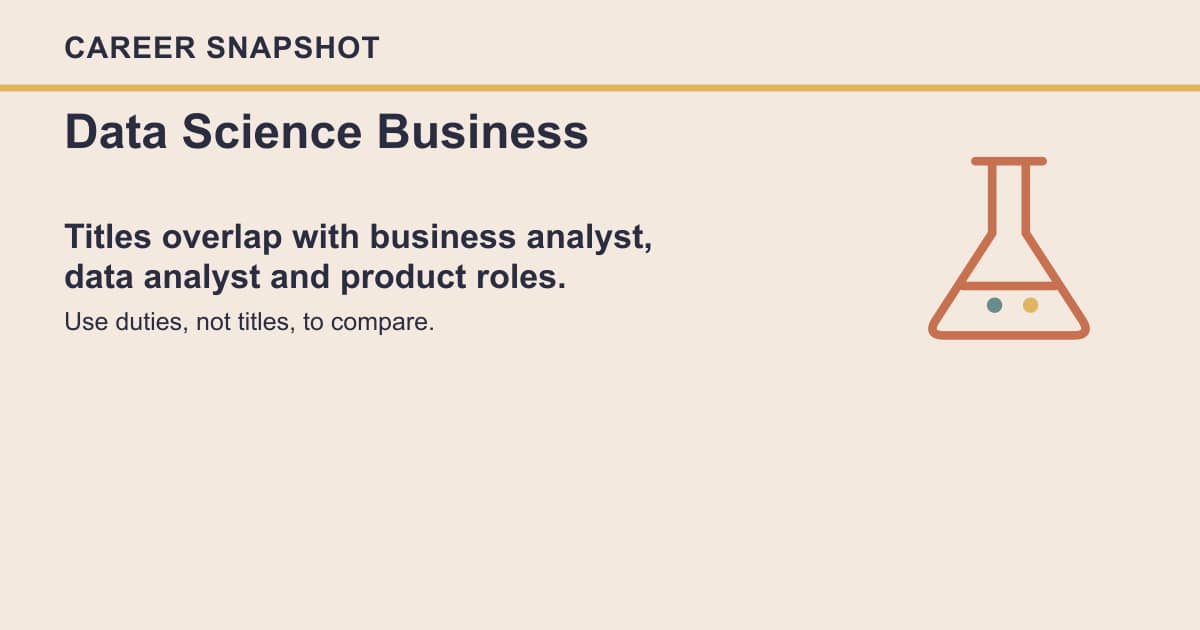 CAREER SNAPSHOT
Data Science Business
Titles overlap with business analyst,
data analyst and product roles.
Use duties, not titles, to compare.